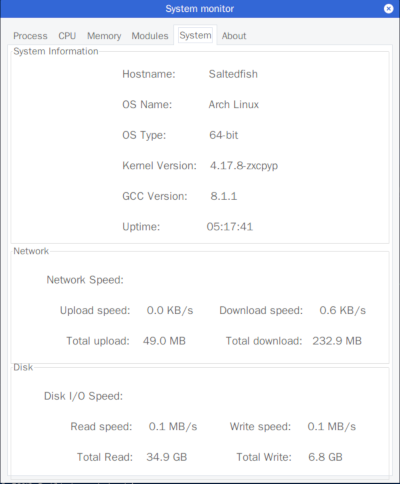 System monitor
Process CPU Memory Modules System About
System Information
Hostname: Saltedfish
OS Name: Arch Linux
OS Type: 64-bit
Kernel Version: 4.17.8-zxcpyp
GCC Version: 8.1.1
Uptime: 05:17:41
Network
Network Speed:
Upload speed: 0.0 KB/s Download speed: 0.6 KB/s
Total upload: 49.0 MB Total download: 232.9 MB
Disk
Disk I/O Speed:
Read speed: 0.1 MB/s Write speed: 0.1 MB/s
Total Read: 34.9 GB Total Write: 6.8 GB